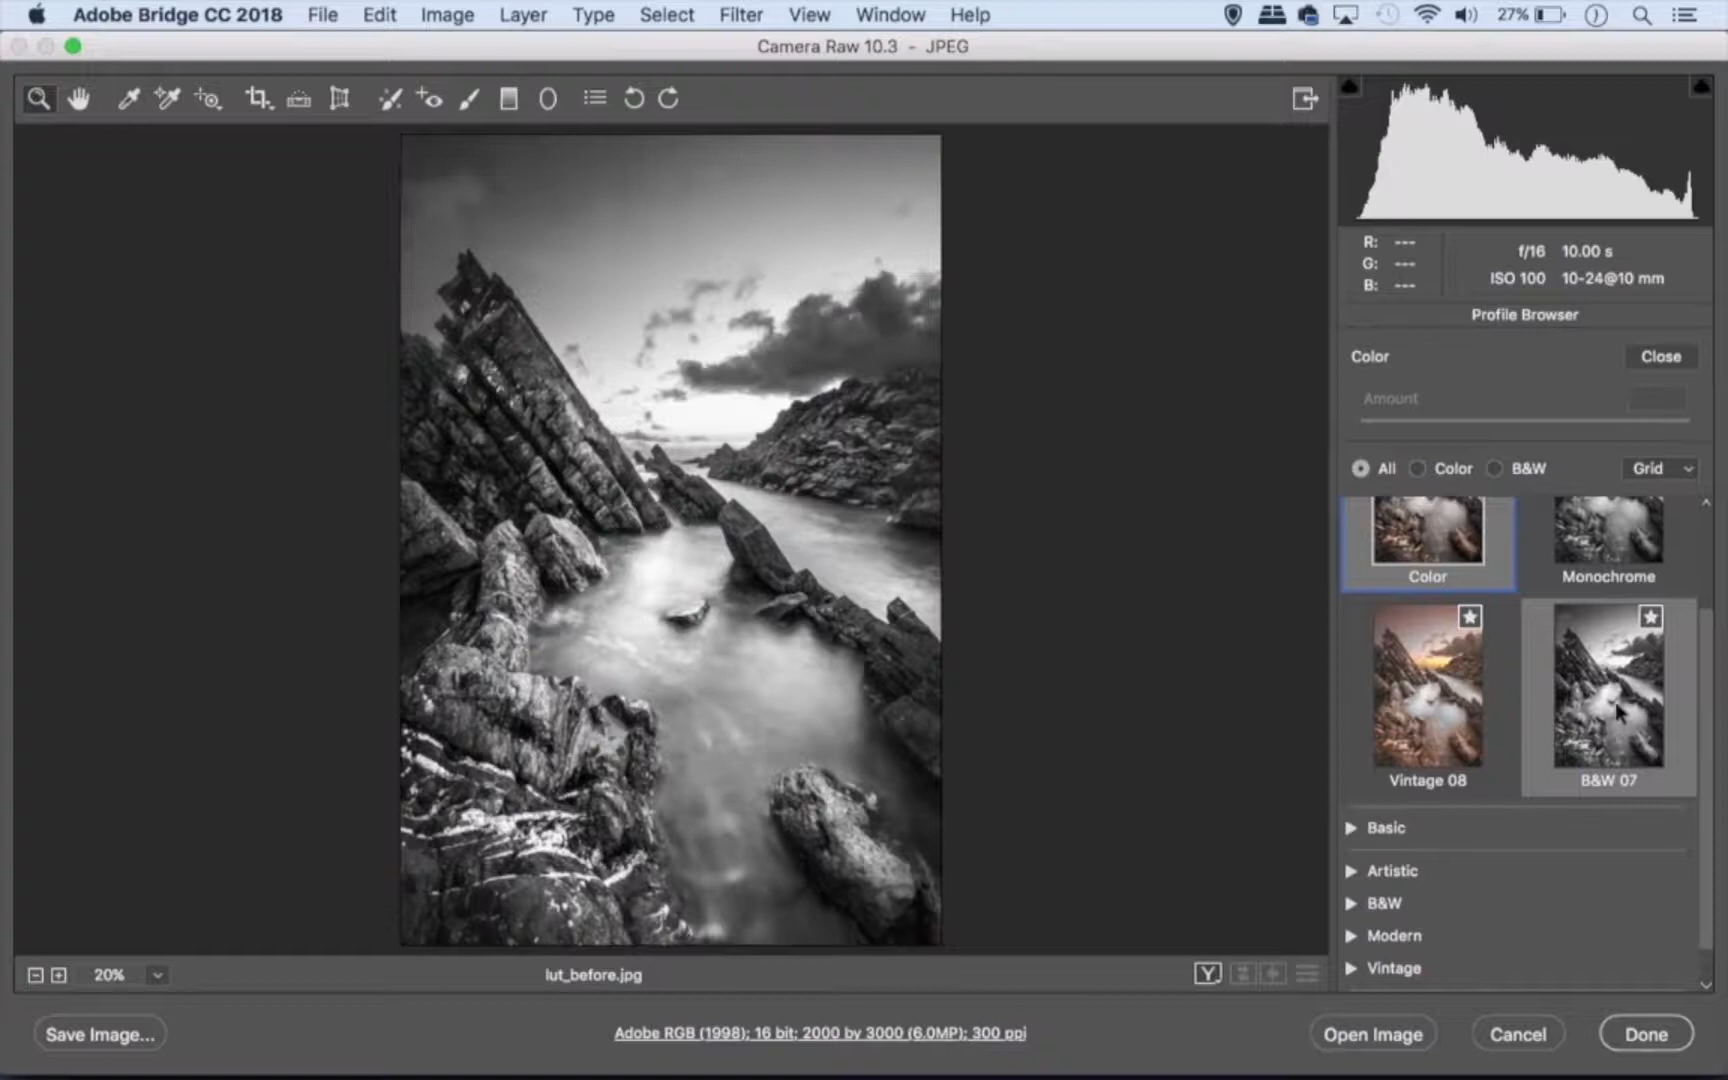 Adobe Bridge CC 2018 File Edit Image Layer Type Select Filter View Window Help 27%
Camera Raw 10.3 - JPEG
R: --- f/16 10.00 s
G: ---
B: --- ISO 100 10-24@10 mm
Profile Browser
Color Close
Amount
All Color B&W Grid
Color Monochrome
Vintage 08 B&W 07
Basic
Artistic
B&W
Modern
Vintage
20% lut_before.jpg Y
Save Image... Adobe RGB (1998); 16 bit; 2000 by 3000 (6.0MP); 300 ppi Open Image Cancel Done